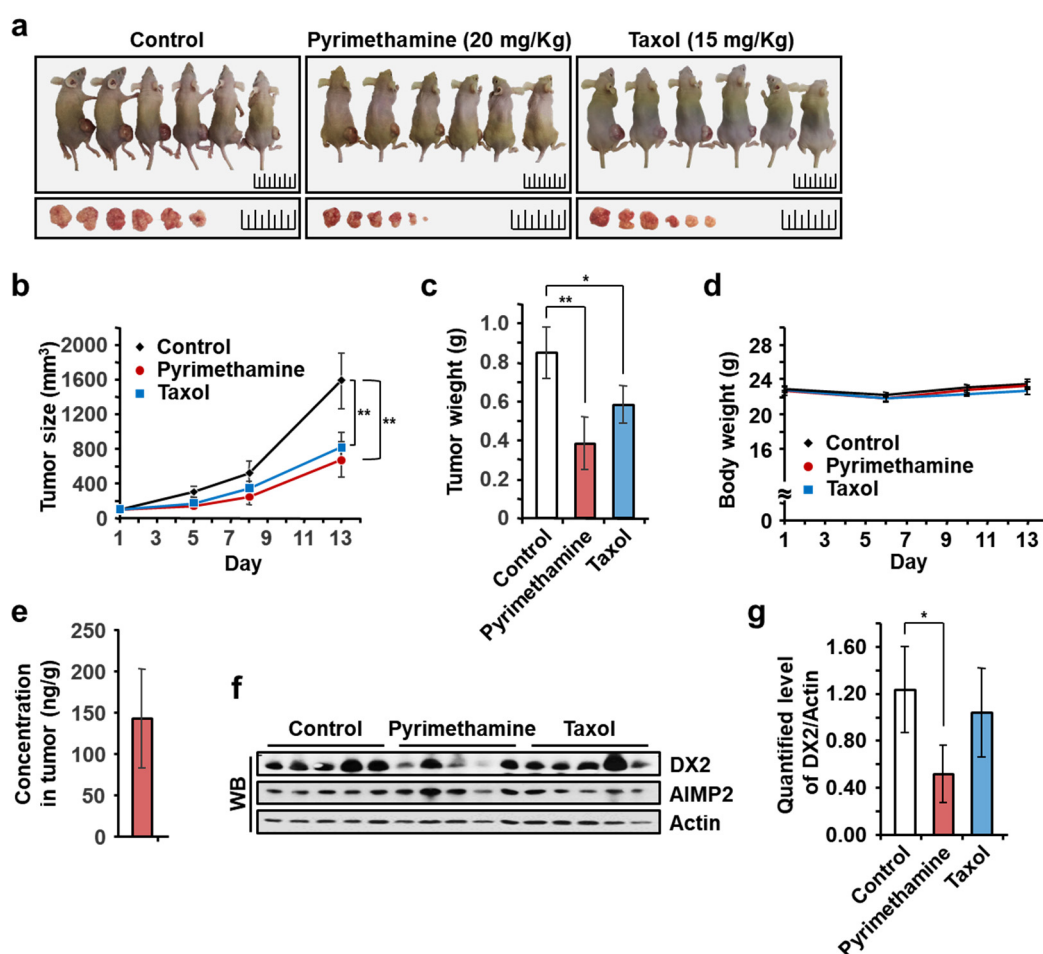 a
Control
Pyrimethamine (20 mg/Kg)
Taxol (15 mg/Kg)
b
Tumor size (mm³)
2000
1600
1200
800
400
0
Control
Pyrimethamine
Taxol
**
**
1 3 5 7 9 11 13
Day
c
Tumor wieght (g)
1.0
0.8
0.6
0.4
0.2
0
*
**
Control
Pyrimethamine
Taxol
d
Body weight (g)
28
24
22
16
0
Control
Pyrimethamine
Taxol
1 3 5 7 9 11 13
Day
e
Concentration
in tumor (ng/g)
250
200
150
100
50
0
f
Control Pyrimethamine Taxol
WB
DX2
AIMP2
Actin
g
Quantified level
of DX2/Actin
1.60
1.20
0.80
0.40
0.00
*
Control
Pyrimethamine
Taxol